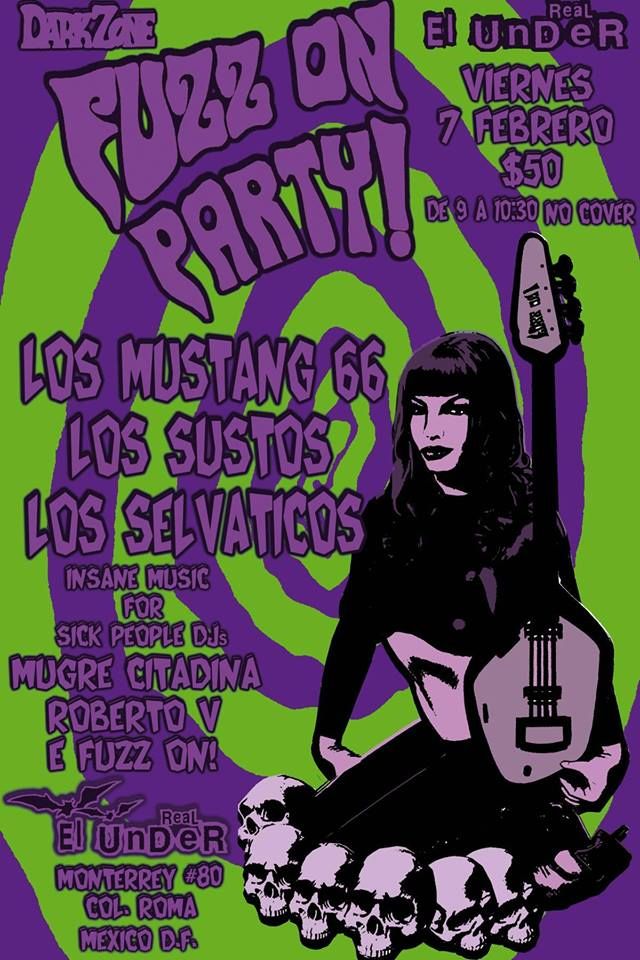 DARKZONE
FUZZ ON
PARTY!
El UnDeR
ReaL
VIERNES
7 FEBRERO
$50
DE 9 A 10:30 NO COVER
FUZZ ON!
LOS MUSTANG 66
LOS SUSTOS
LOS SELVATICOS
INSANE MUSIC
FOR
SICK PEOPLE DJs
MUGRE CITADINA
ROBERTO V
E FUZZ ON!
ReaL
El UnDeR
MONTERREY #80
COL. ROMA
MEXICO D.F.